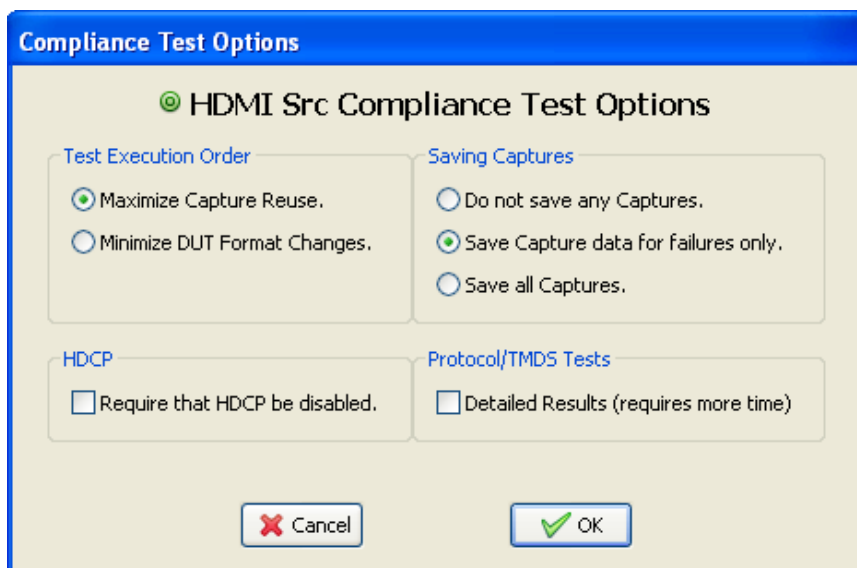 Compliance Test Options
HDMI Src Compliance Test Options
Test Execution Order
Maximize Capture Reuse.
Minimize DUT Format Changes.
Saving Captures
Do not save any Captures.
Save Capture data for failures only.
Save all Captures.
HDCP
Require that HDCP be disabled.
Protocol/TMDS Tests
Detailed Results (requires more time)
Cancel
OK